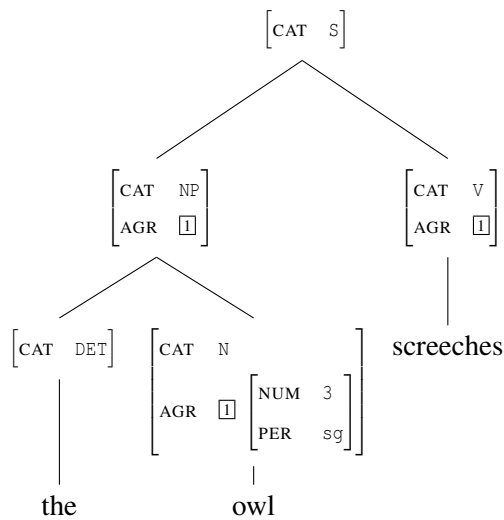 CAT S
CAT NP
AGR 1
CAT V
AGR 1
CAT DET
CAT N
AGR 1
NUM 3
PER sg
screeches
the owl